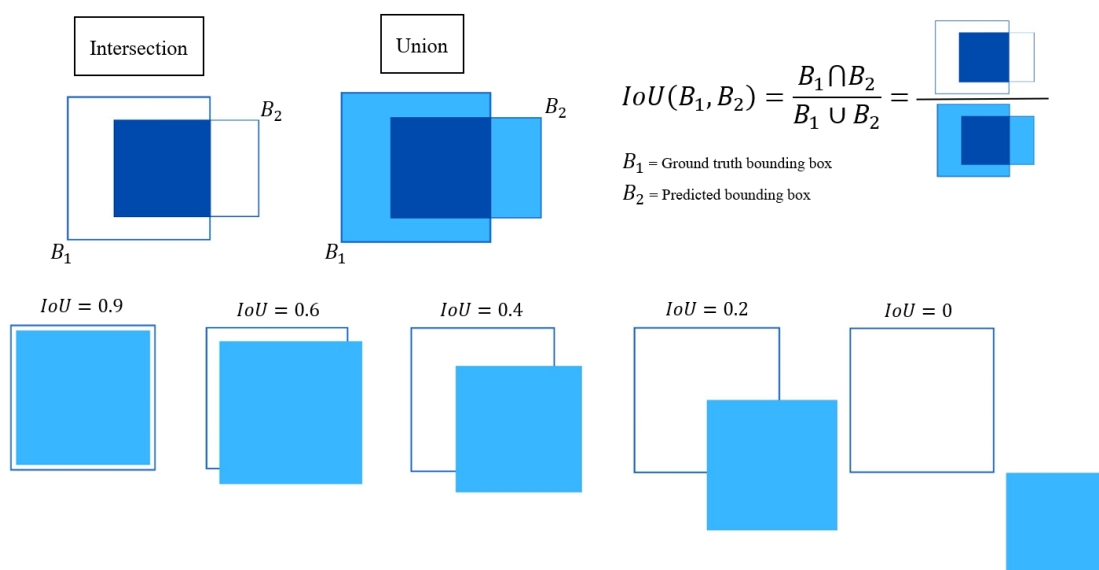 Intersection
Union
B₂
B₁
B₂
B₁
IoU(B₁, B₂) = B₁⋂B₂ / B₁ ∪ B₂ =
B₁ = Ground truth bounding box
B₂ = Predicted bounding box
IoU = 0.9
IoU = 0.6
IoU = 0.4
IoU = 0.2
IoU = 0